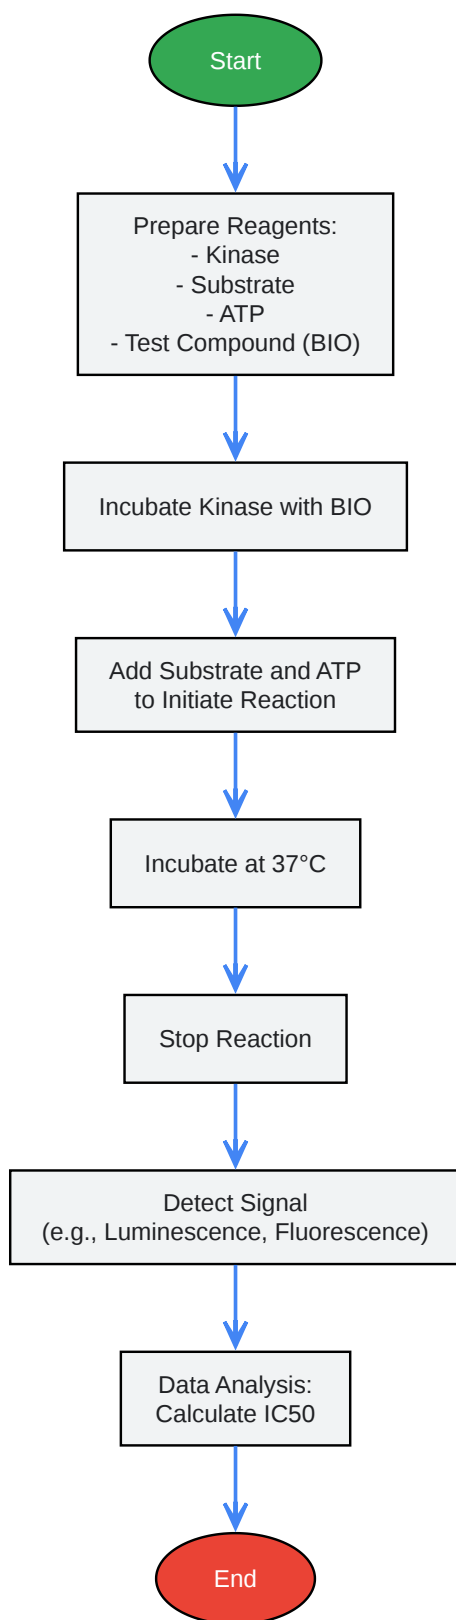 Start
Prepare Reagents:
- Kinase
- Substrate
- ATP
- Test Compound (BIO)
Incubate Kinase with BIO
Add Substrate and ATP
to Initiate Reaction
Incubate at 37°C
Stop Reaction
Detect Signal
(e.g., Luminescence, Fluorescence)
Data Analysis:
Calculate IC50
End